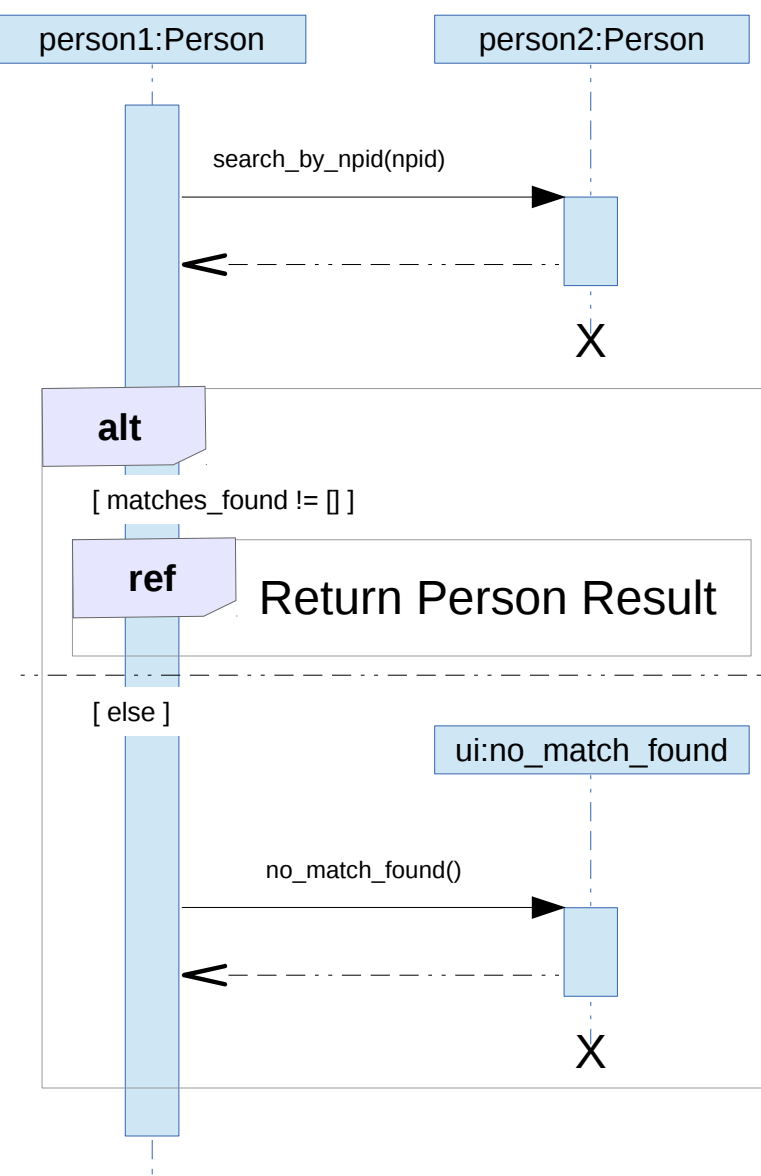 person1:Person
person2:Person
search_by_npid(npid)
X
alt
[ matches_found != [] ]
ref
Return Person Result
[ else ]
ui:no_match_found
no_match_found()
X